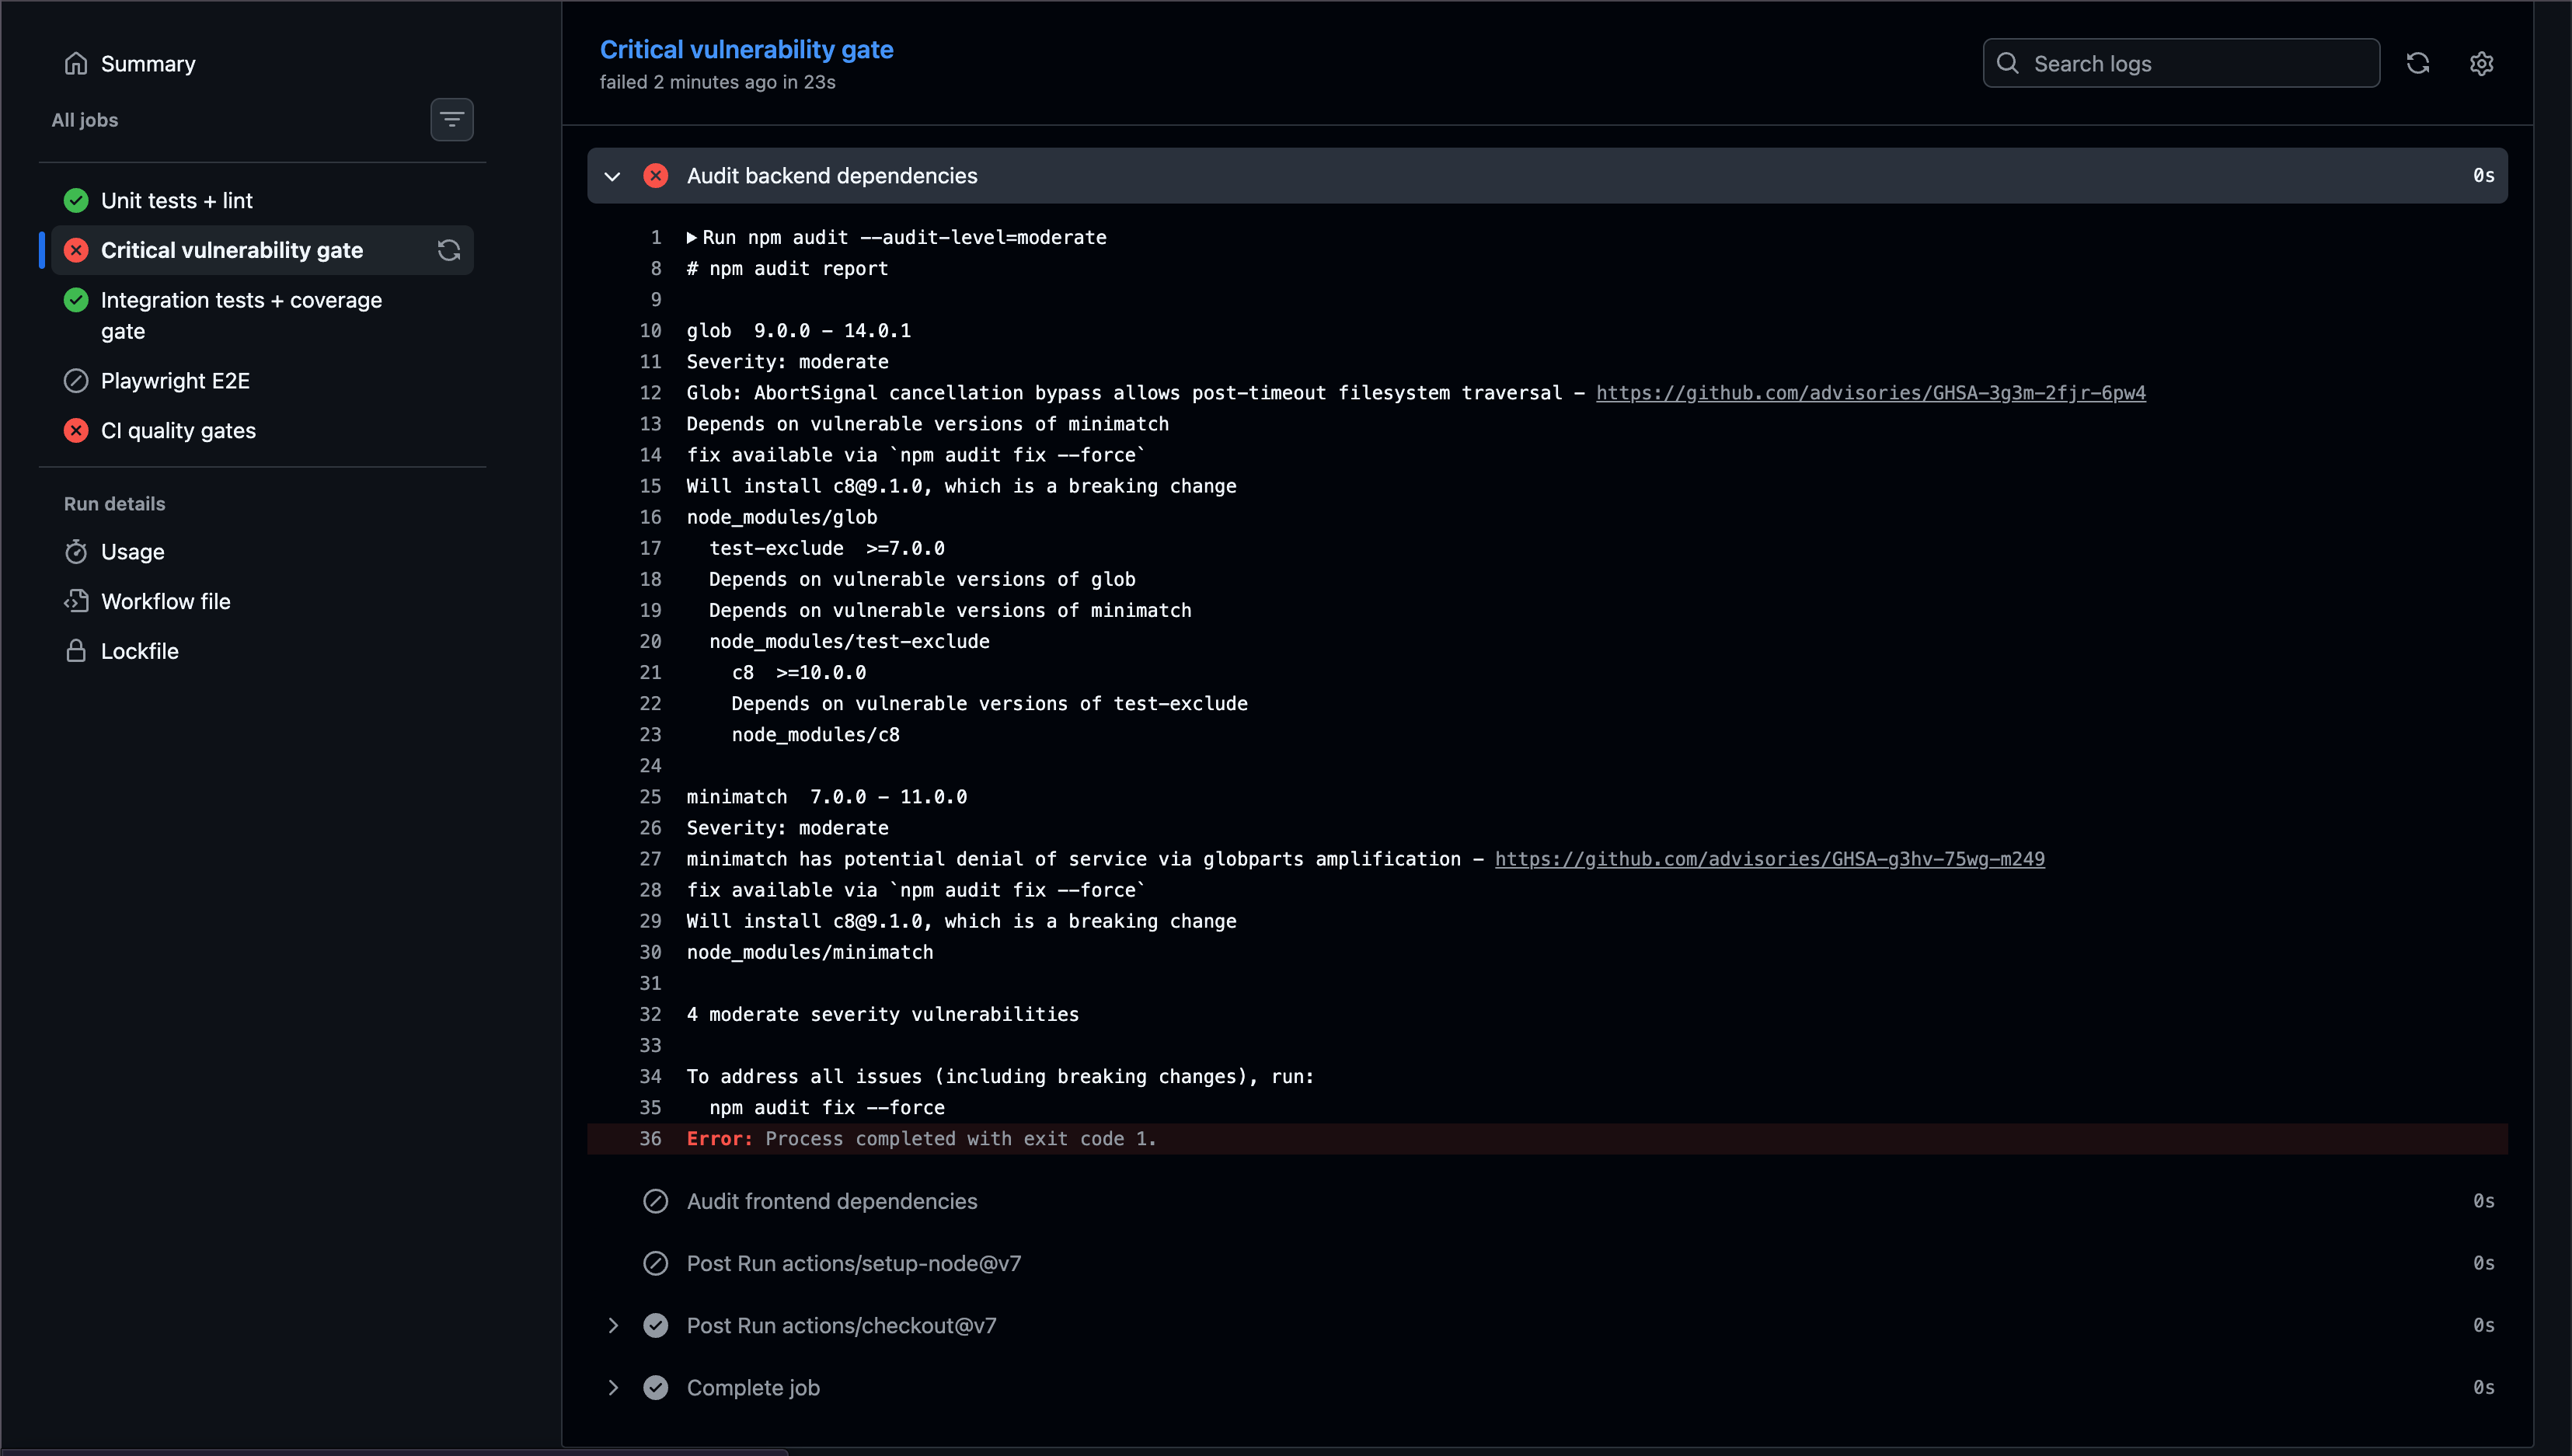 Summary
All jobs
Unit tests + lint
Critical vulnerability gate
Integration tests + coverage
gate
Playwright E2E
CI quality gates
Run details
Usage
Workflow file
Lockfile
Critical vulnerability gate
failed 2 minutes ago in 23s
Search logs
Audit backend dependencies 0s
1 Run npm audit --audit-level=moderate
8 # npm audit report
9
10 glob  9.0.0 - 14.0.1
11 Severity: moderate
12 Glob: AbortSignal cancellation bypass allows post-timeout filesystem traversal - https://github.com/advisories/GHSA-3g3m-2fjr-6pw4
13 Depends on vulnerable versions of minimatch
14 fix available via `npm audit fix --force`
15 Will install c8@9.1.0, which is a breaking change
16 node_modules/glob
17   test-exclude  >=7.0.0
18   Depends on vulnerable versions of glob
19   Depends on vulnerable versions of minimatch
20   node_modules/test-exclude
21     c8  >=10.0.0
22     Depends on vulnerable versions of test-exclude
23     node_modules/c8
24
25 minimatch  7.0.0 - 11.0.0
26 Severity: moderate
27 minimatch has potential denial of service via globparts amplification - https://github.com/advisories/GHSA-g3hv-75wg-m249
28 fix available via `npm audit fix --force`
29 Will install c8@9.1.0, which is a breaking change
30 node_modules/minimatch
31
32 4 moderate severity vulnerabilities
33
34 To address all issues (including breaking changes), run:
35   npm audit fix --force
36 Error: Process completed with exit code 1.
Audit frontend dependencies 0s
Post Run actions/setup-node@v7 0s
Post Run actions/checkout@v7 0s
Complete job 0s